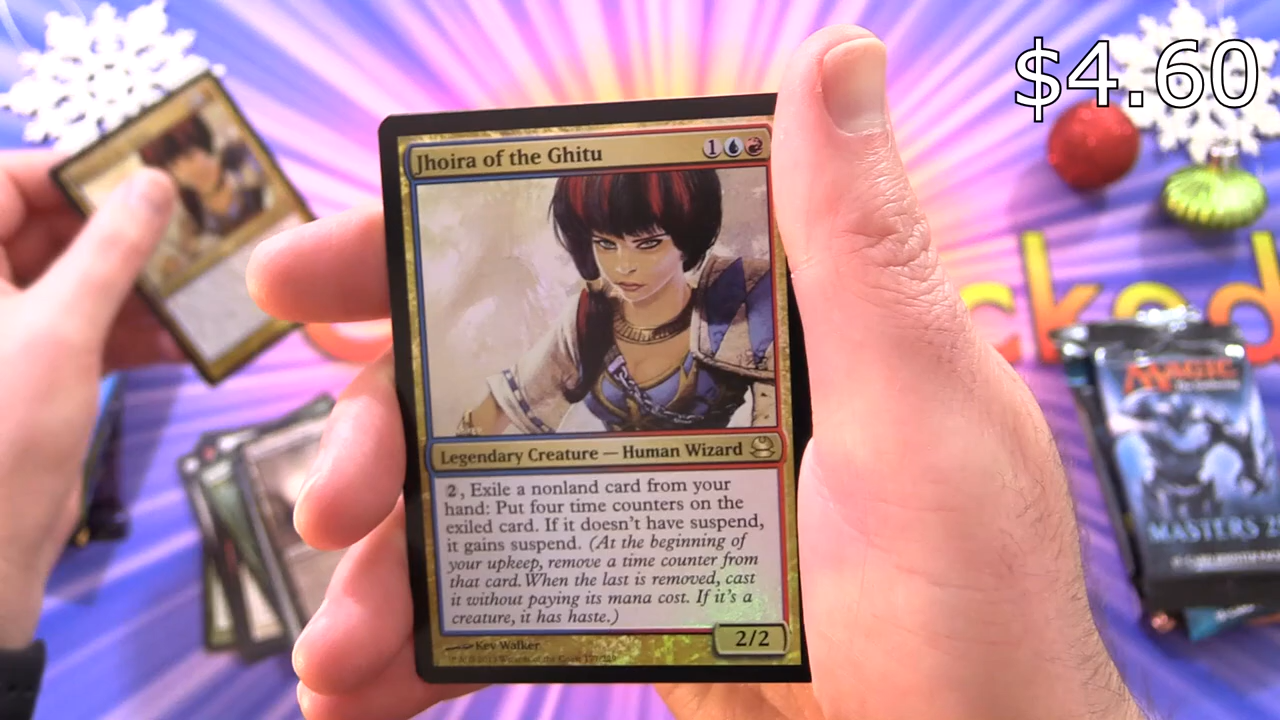 $4.60
Jhoira of the Ghitu
1
Legendary Creature — Human Wizard
2, Exile a nonland card from your
hand: Put four time counters on the
exiled card. If it doesn't have suspend,
it gains suspend. (At the beginning of
your upkeep, remove a time counter from
that card. When the last is removed, cast
it without paying its mana cost. If it's a
creature, it has haste.)
2/2
Kev Walker
cked
MAGIC
MASTERS 2